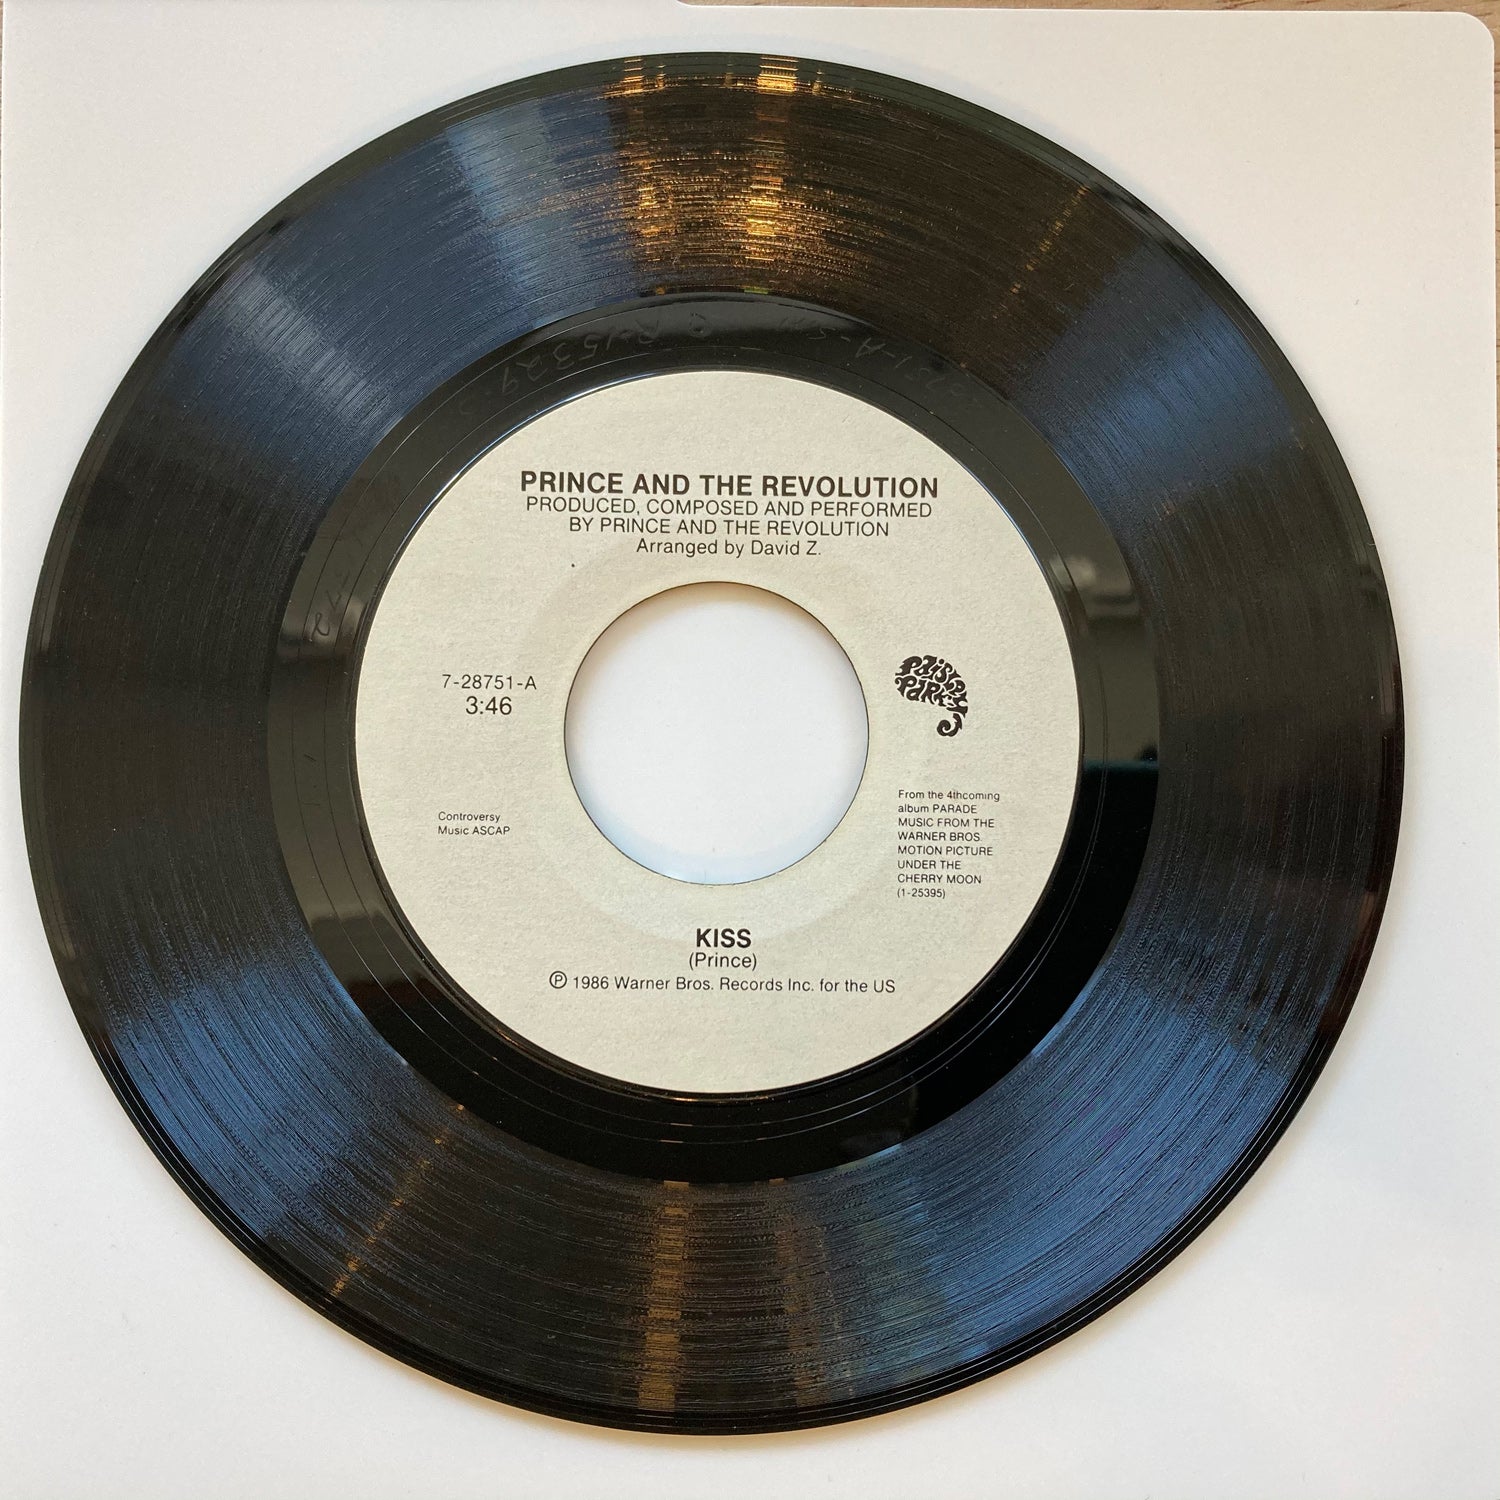 PRINCE AND THE REVOLUTION
PRODUCED, COMPOSED AND PERFORMED
BY PRINCE AND THE REVOLUTION
Arranged by David Z.
7-28751-A
3:46
Paisley
Park
Controversy
Music ASCAP
From the 4thcoming
album PARADE
MUSIC FROM THE
WARNER BROS.
MOTION PICTURE
UNDER THE
CHERRY MOON
(1-25395)
KISS
(Prince)
Ⓟ 1986 Warner Bros. Records Inc. for the US